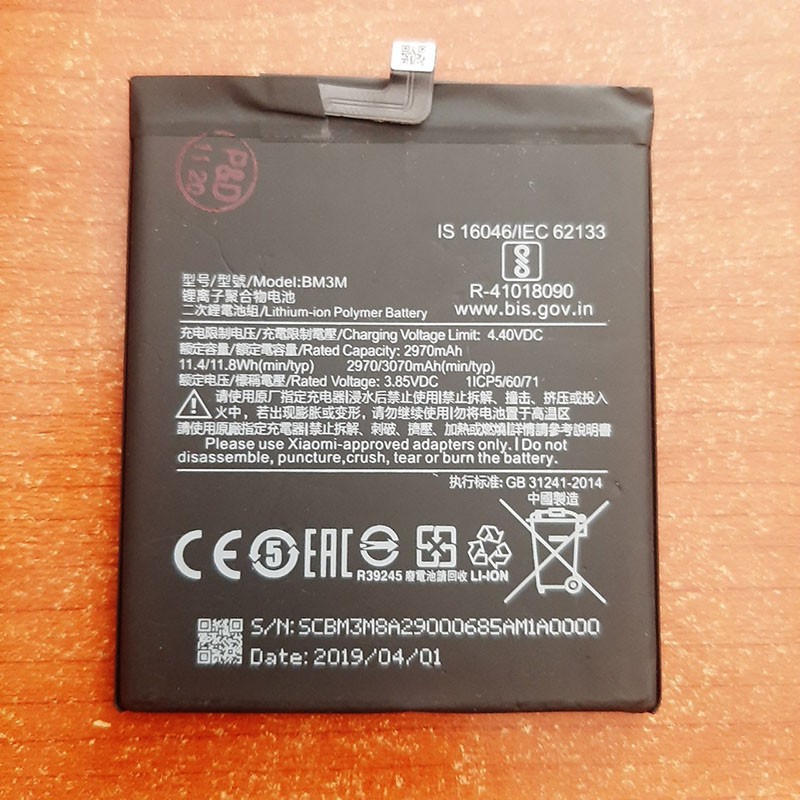 P&D
11 20
IS 16046/IEC 62133
R-41018090
www.bis.gov.in
型号/型號/Model:BM3M
锂离子聚合物电池
二次鋰電池組/Lithium-ion Polymer Battery
充电限制电压/充電限制電壓/Charging Voltage Limit: 4.40VDC
额定容量/額定容量/Rated Capacity: 2970mAh
11.4/11.8Wh(min/typ) 2970/3070mAh(min/typ)
额定电压/標稱電壓/Rated Voltage: 3.85VDC 1ICP5/60/71
请使用原厂指定充电器/浸水后禁止使用/禁止拆解、撞击、挤压或投入
火中，若出现膨胀或变形，请勿继续使用/勿将电池置于高温区
請使用原廠指定充電器/禁止拆解、刺破、擠壓、加熱或燃燒/詳情請參考說明書
Please use Xiaomi-approved adapters only./Do not
disassemble, puncture,crush, tear or burn the battery.
执行标准: GB 31241-2014
中國製造
CE 5 EAC
R39245 廢電池請回收 LI-ION
S/N:SCBM3M8A29000685AM1A0000
Date: 2019/04/01